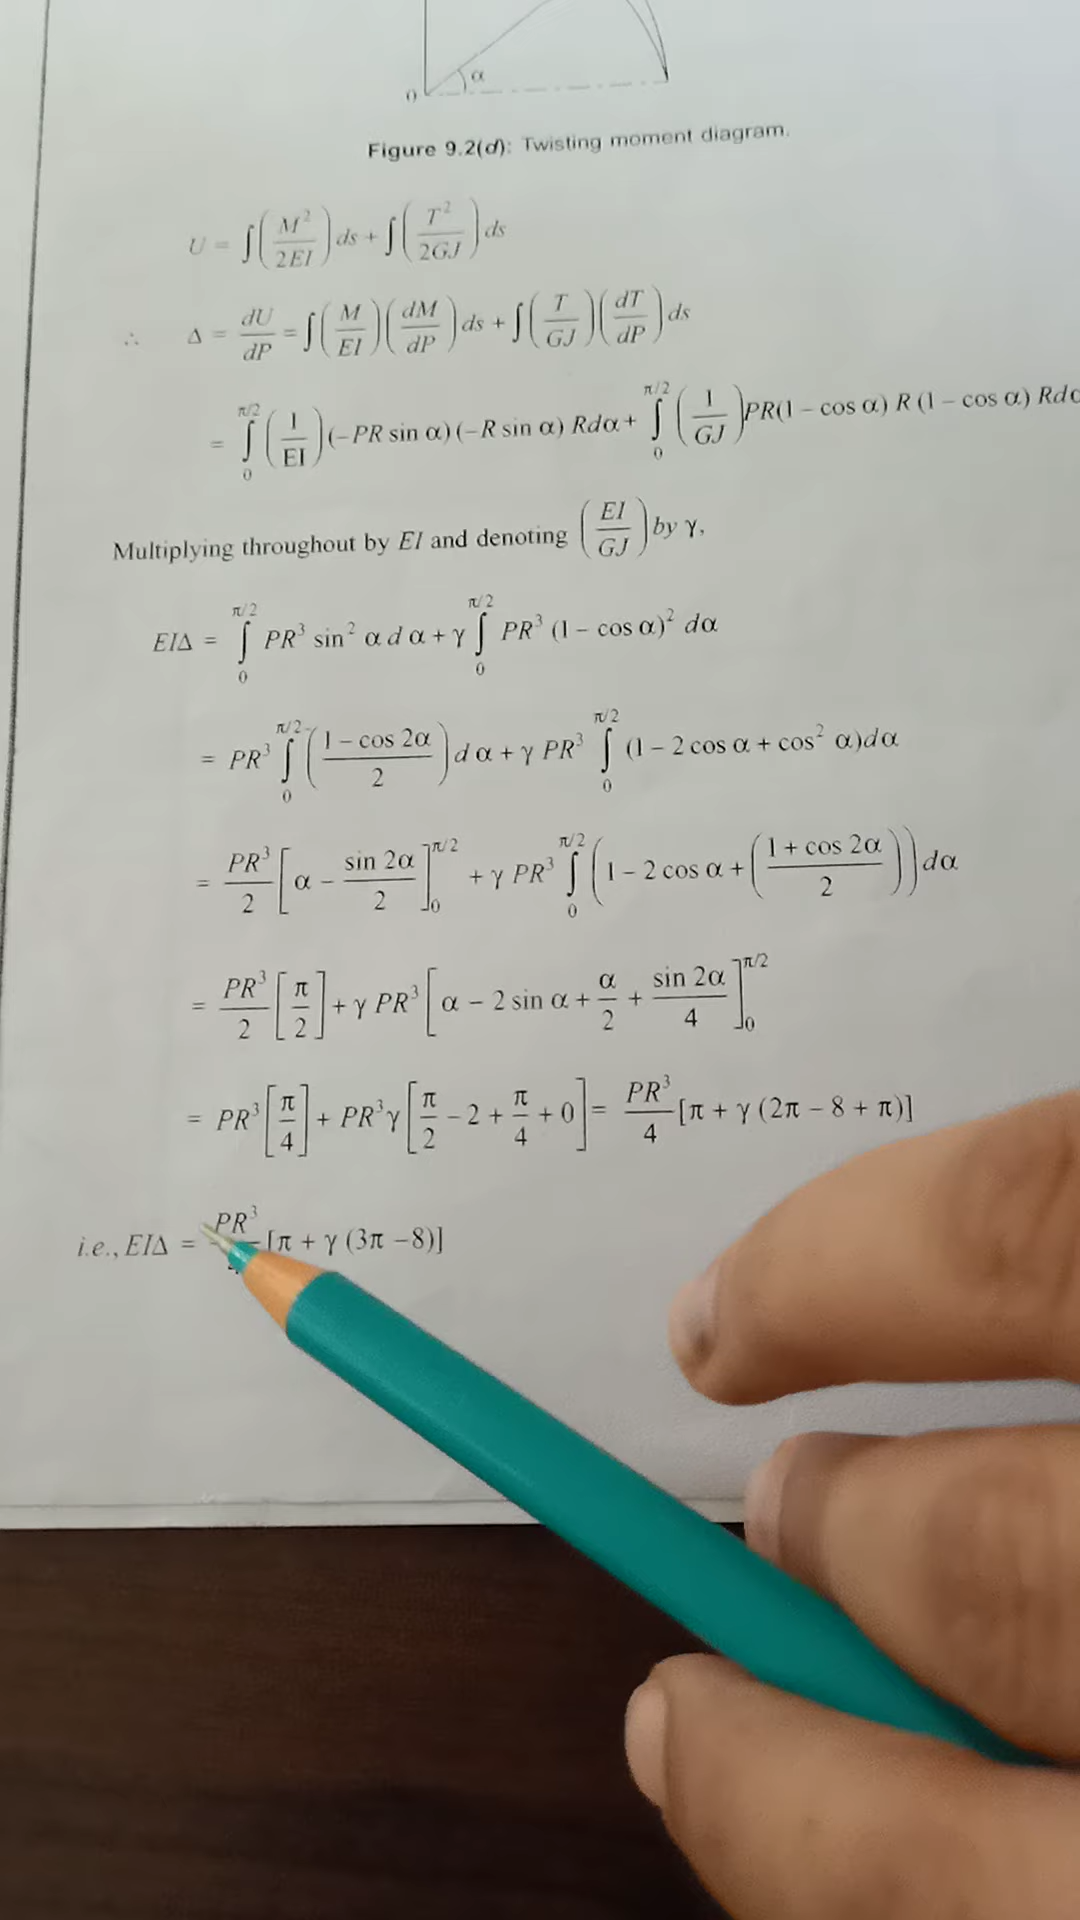 α
0
Figure 9.2(d): Twisting moment diagram.
U = ∫(M²/2EI) ds + ∫(T²/2GJ) ds
∴ Δ = dU/dP = ∫(M/EI)(dM/dP) ds + ∫(T/GJ)(dT/dP) ds
= ∫₀^{π/2} (1/EI) (−PR sin α) (−R sin α) Rdα + ∫₀^{π/2} (1/GJ) PR(1 − cos α) R (1 − cos α) Rd
Multiplying throughout by EI and denoting (EI/GJ) by γ,
EIΔ = ∫₀^{π/2} PR³ sin² α d α + γ ∫₀^{π/2} PR³ (1 − cos α)² dα
= PR³ ∫₀^{π/2} ((1 − cos 2α)/2) d α + γ PR³ ∫₀^{π/2} (1 − 2 cos α + cos² α)dα
= PR³/2 [α − sin 2α/2]₀^{π/2} + γ PR³ ∫₀^{π/2} (1 − 2 cos α + ((1 + cos 2α)/2)) dα
= PR³/2 [π/2] + γ PR³ [α − 2 sin α + α/2 + sin 2α/4]₀^{π/2}
= PR³ [π/4] + PR³γ [π/2 − 2 + π/4 + 0] = PR³/4 [π + γ (2π − 8 + π)]
i.e., EIΔ = PR³ [π + γ (3π −8)]